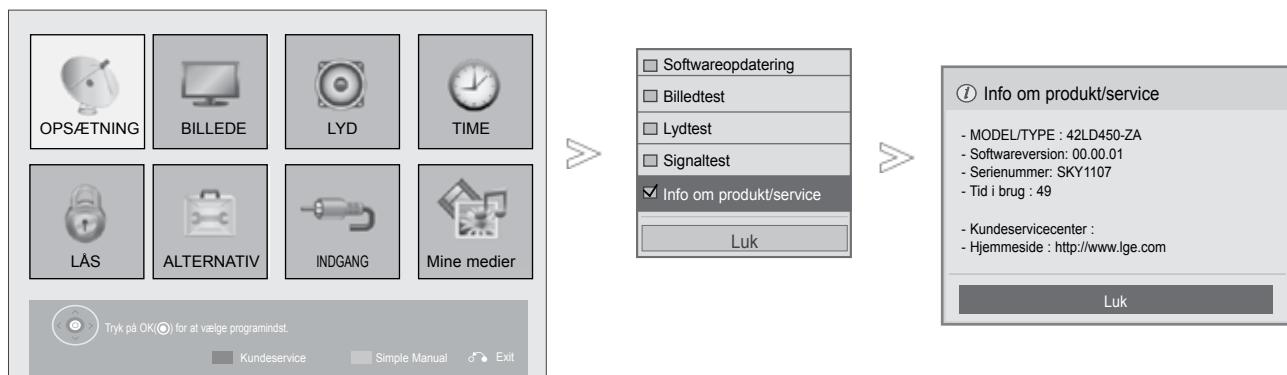 OPSÆTNING
BILLEDE
LYD
TIME
LÅS
ALTERNATIV
INDGANG
Mine medier
Tryk på OK(◉) for at vælge programindst.
Kundeservice
Simple Manual
Exit
Softwareopdatering
Billedtest
Lydtest
Signaltest
Info om produkt/service
Luk
Info om produkt/service
- MODEL/TYPE : 42LD450-ZA
- Softwareversion: 00.00.01
- Serienummer: SKY1107
- Tid i brug : 49
- Kundeservicecenter :
- Hjemmeside : http://www.lge.com
Luk